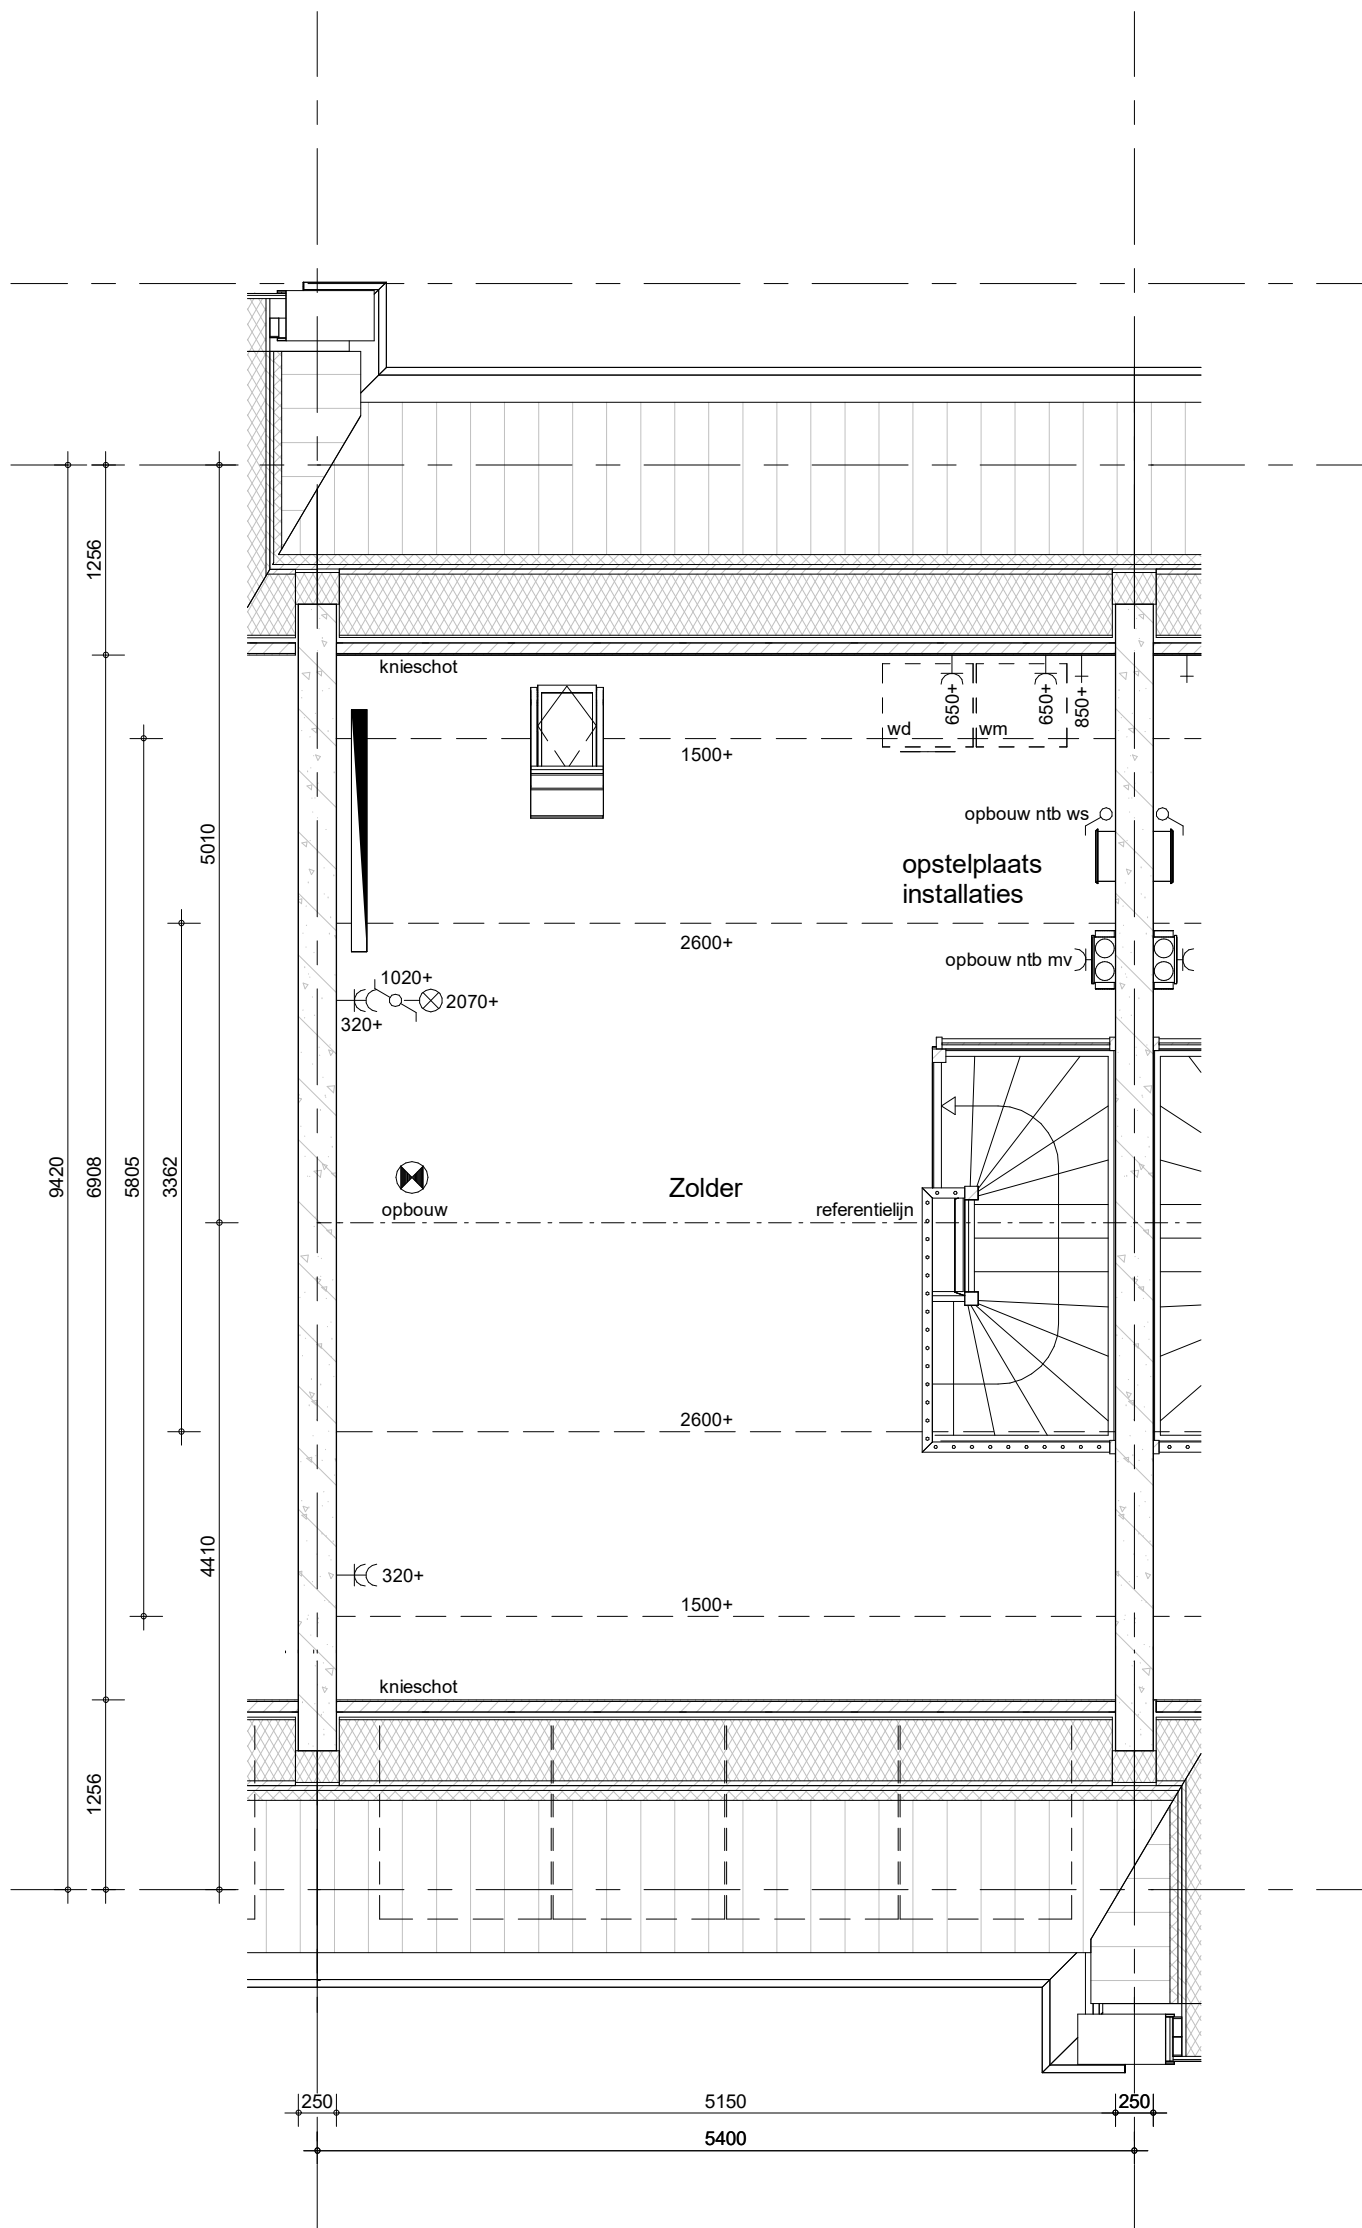 1256
knieschot
650+
650+
850+
wd
wm
1500+
opbouw ntb ws
5010
opstelplaats
installaties
2600+
opbouw ntb mv
1020+
2070+
320+
9420
6908
5805
3362
Zolder
opbouw
referentielijn
2600+
4410
320+
1500+
knieschot
1256
250
5150
250
5400